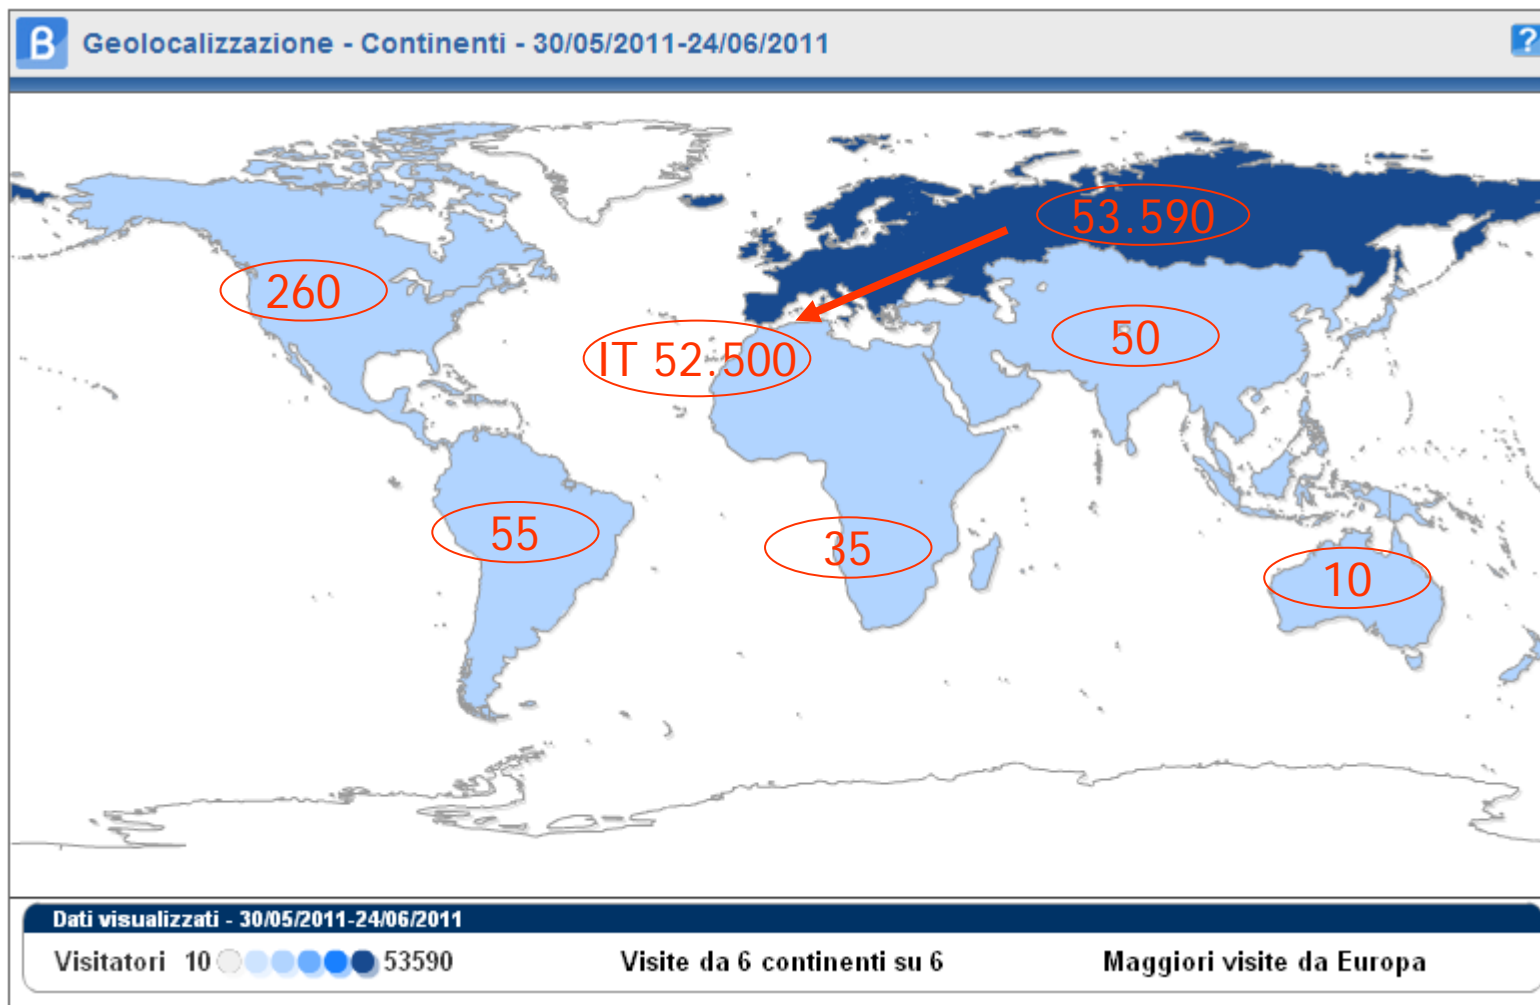 B Geolocalizzazione - Continenti - 30/05/2011-24/06/2011 ?
53.590
260
50
IT 52.500
55
35
10
Dati visualizzati - 30/05/2011-24/06/2011
Visitatori 10 53590 Visite da 6 continenti su 6 Maggiori visite da Europa